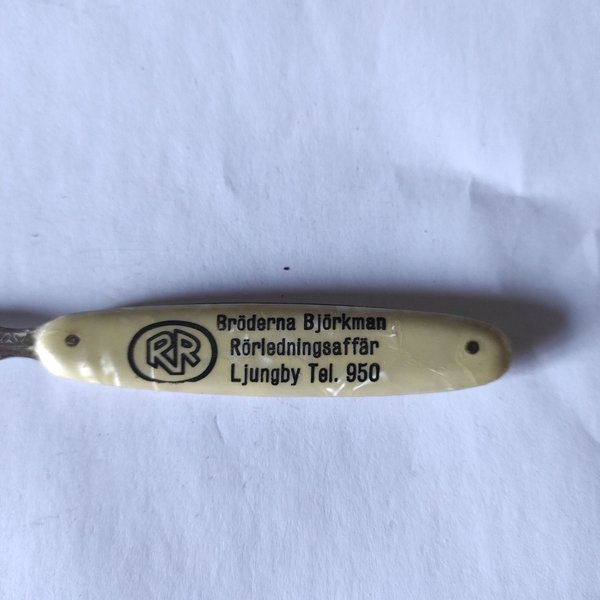 RR
Bröderna Björkman
Rörledningsaffär
Ljungby Tel. 950